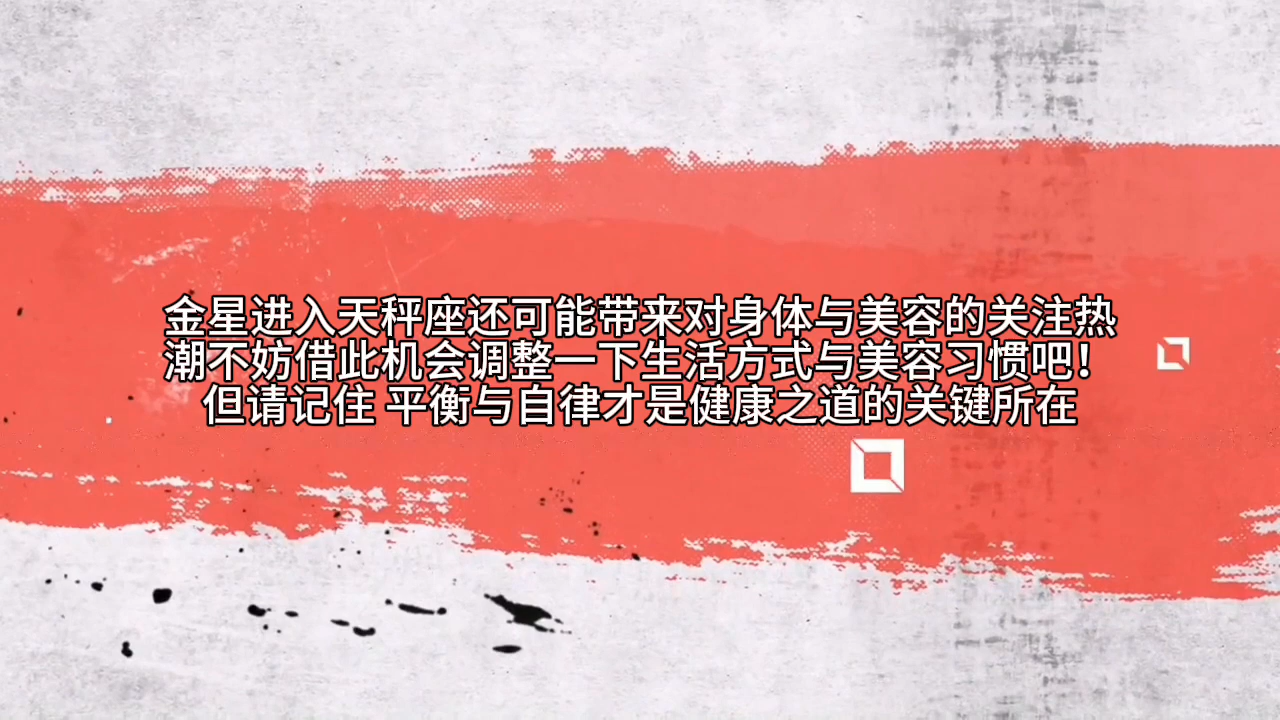 金星进入天秤座还可能带来对身体与美容的关注热
潮不妨借此机会调整一下生活方式与美容习惯吧！
但请记住 平衡与自律才是健康之道的关键所在